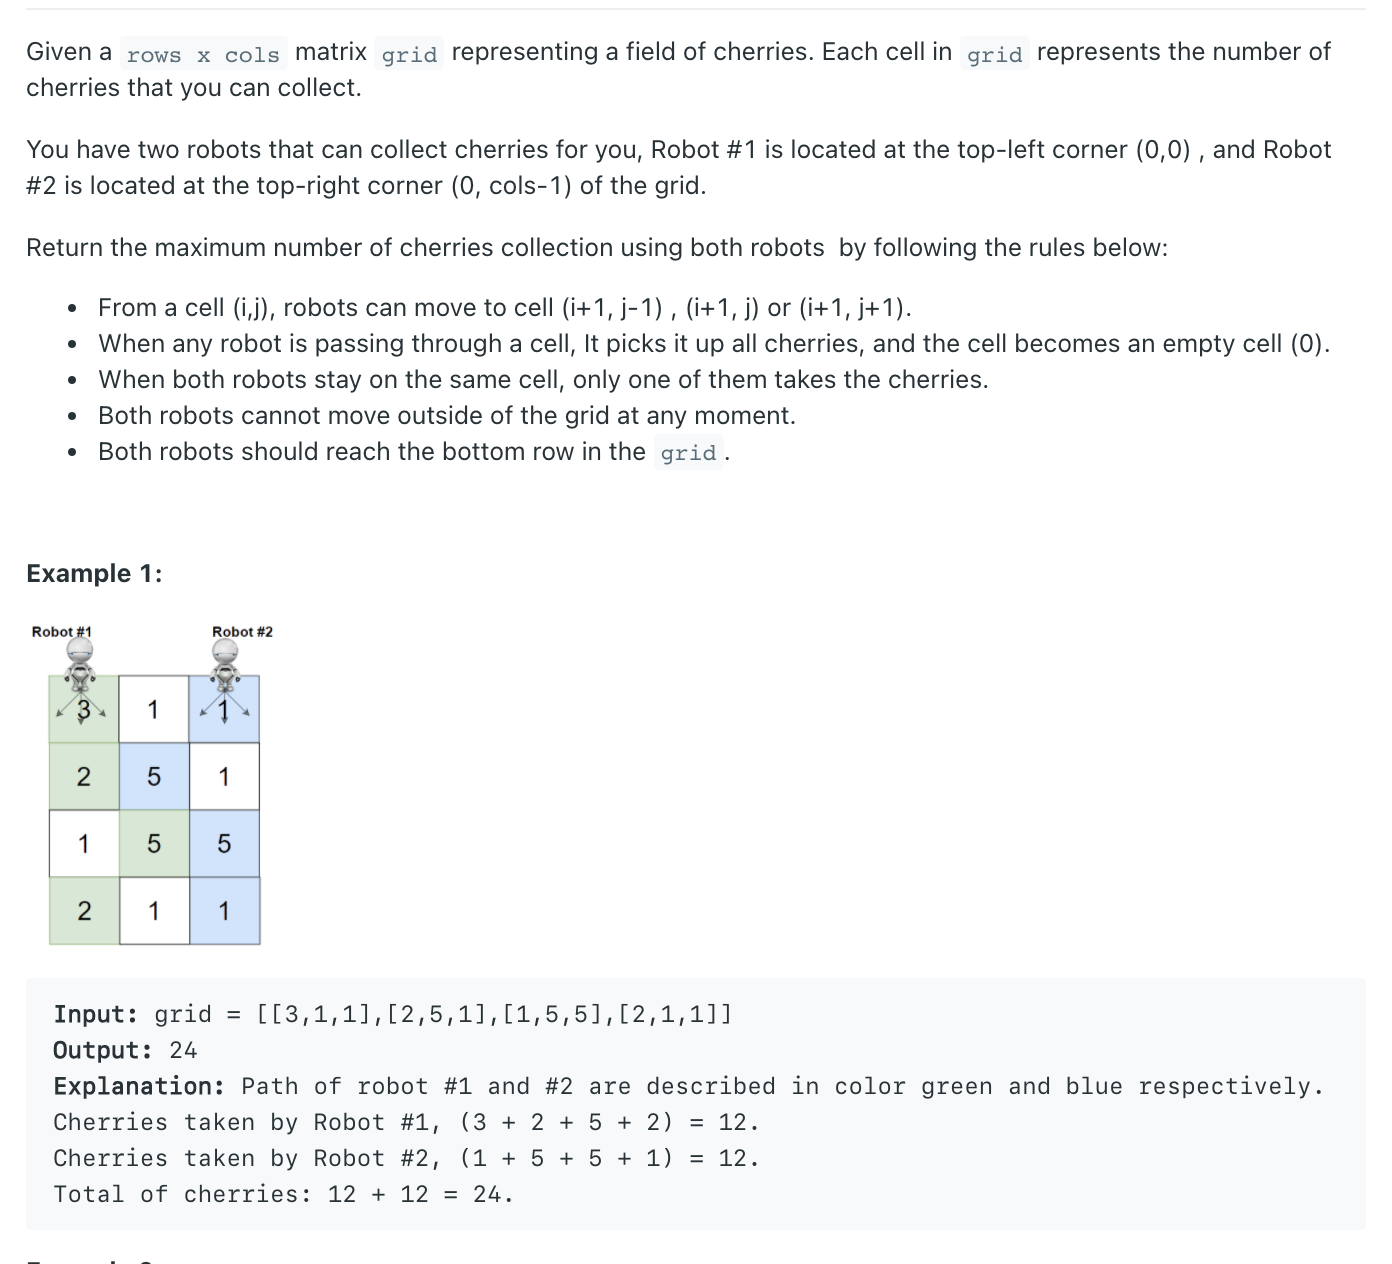 Given a rows x cols matrix grid representing a field of cherries. Each cell in grid represents the number of
cherries that you can collect.
You have two robots that can collect cherries for you, Robot #1 is located at the top-left corner (0,0) , and Robot
#2 is located at the top-right corner (0, cols-1) of the grid.
Return the maximum number of cherries collection using both robots  by following the rules below:
• From a cell (i,j), robots can move to cell (i+1, j-1) , (i+1, j) or (i+1, j+1).
• When any robot is passing through a cell, It picks it up all cherries, and the cell becomes an empty cell (0).
• When both robots stay on the same cell, only one of them takes the cherries.
• Both robots cannot move outside of the grid at any moment.
• Both robots should reach the bottom row in the grid .
Example 1:
Robot #1 Robot #2
3 1 1
2 5 1
1 5 5
2 1 1
Input: grid = [[3,1,1],[2,5,1],[1,5,5],[2,1,1]]
Output: 24
Explanation: Path of robot #1 and #2 are described in color green and blue respectively.
Cherries taken by Robot #1, (3 + 2 + 5 + 2) = 12.
Cherries taken by Robot #2, (1 + 5 + 5 + 1) = 12.
Total of cherries: 12 + 12 = 24.